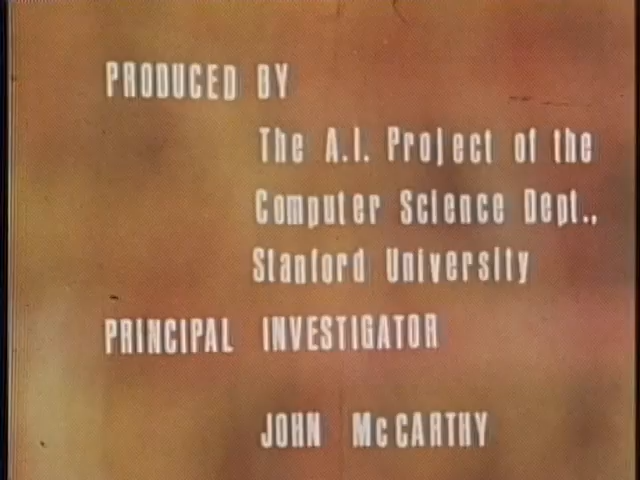 PRODUCED BY
The A.I. Project of the
Computer Science Dept.,
Stanford University
PRINCIPAL INVESTIGATOR
JOHN McCARTHY